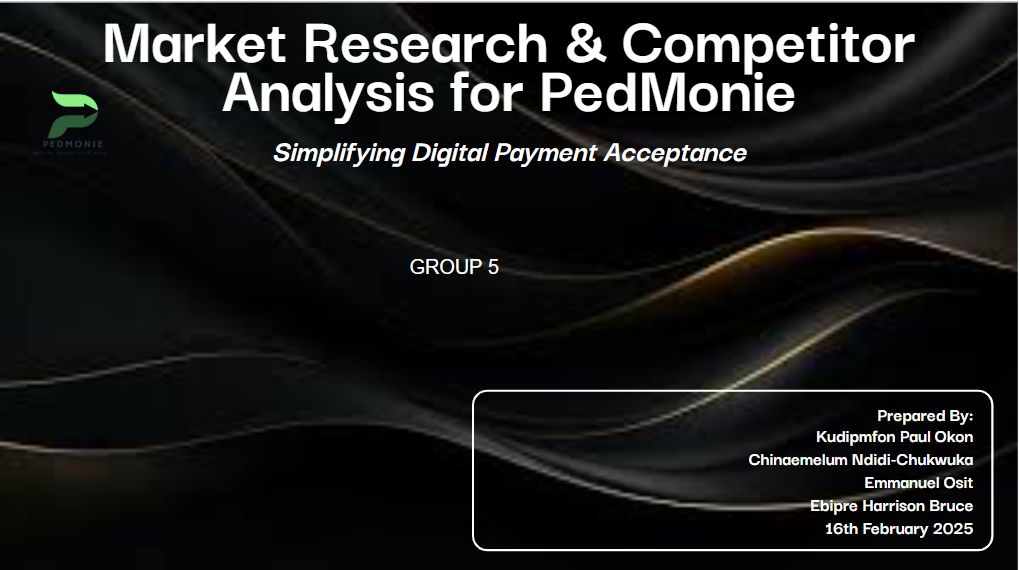 Market Research & Competitor
Analysis for PedMonie
PEDMONIE
Simplifying Digital Payment Acceptance
GROUP 5
Prepared By:
Kudipmfon Paul Okon
Chinaemelum Ndidi-Chukwuka
Emmanuel Osit
Ebipre Harrison Bruce
16th February 2025